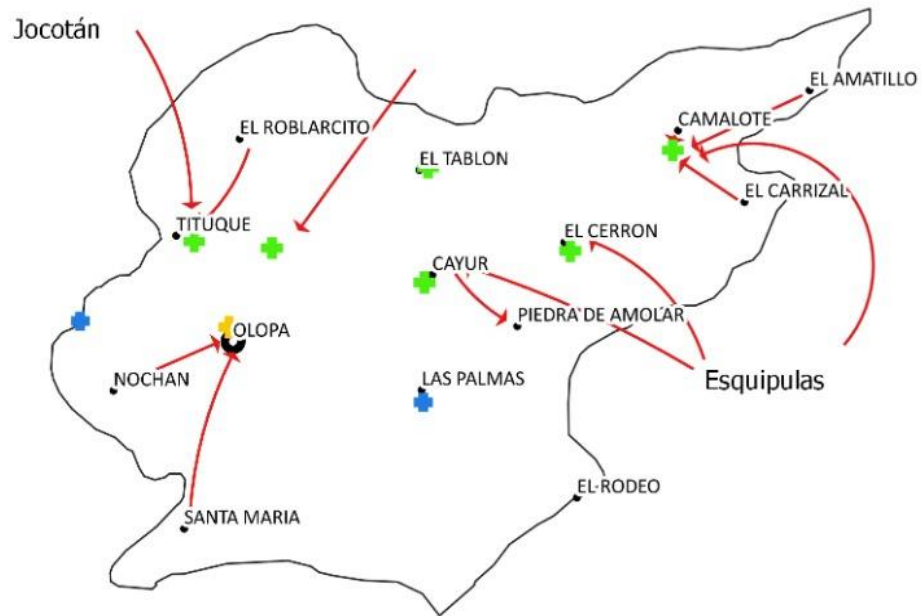 Jocotán
EL AMATILLO
CAMALOTE
EL ROBLARCITO
EL TABLON
EL CARRIZAL
TITUQUE
EL CERRON
CAYUR
PIEDRA DE AMOLAR
OLOPA
NOCHAN
LAS PALMAS
Esquipulas
EL RODEO
SANTA MARIA